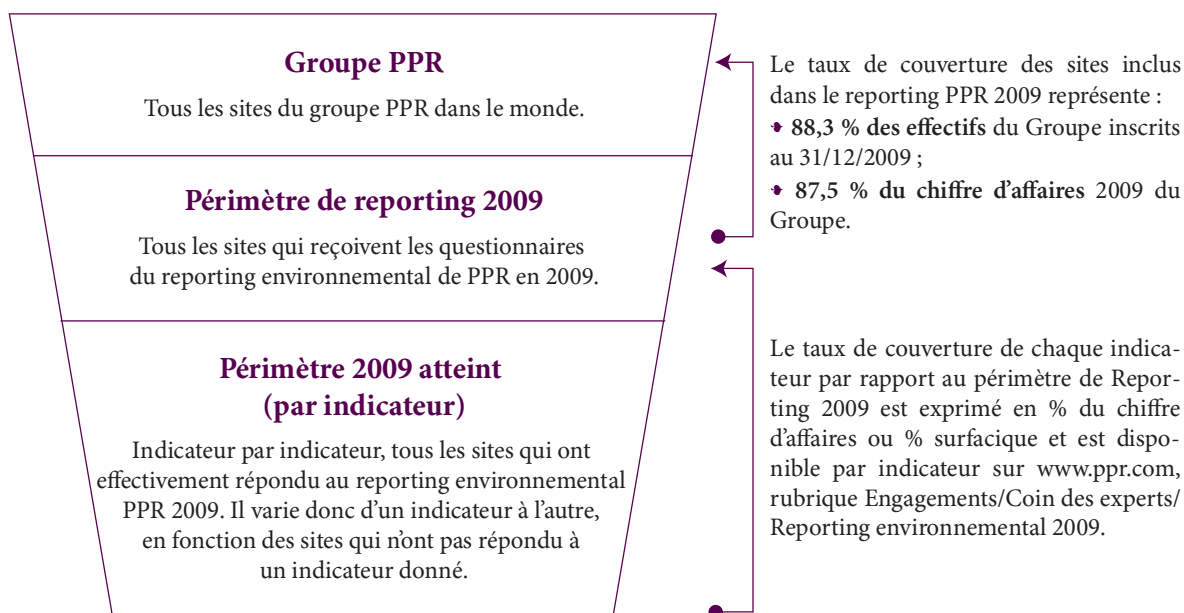 Groupe PPR
Tous les sites du groupe PPR dans le monde.
Périmètre de reporting 2009
Tous les sites qui reçoivent les questionnaires
du reporting environnemental de PPR en 2009.
Périmètre 2009 atteint
(par indicateur)
Indicateur par indicateur, tous les sites qui ont
effectivement répondu au reporting environnemental
PPR 2009. Il varie donc d’un indicateur à l’autre,
en fonction des sites qui n’ont pas répondu à
un indicateur donné.
Le taux de couverture des sites inclus
dans le reporting PPR 2009 représente :
88,3 % des effectifs du Groupe inscrits
au 31/12/2009 ;
87,5 % du chiffre d’affaires 2009 du
Groupe.
Le taux de couverture de chaque indica-
teur par rapport au périmètre de Repor-
ting 2009 est exprimé en % du chiffre
d’affaires ou % surfacique et est dispo-
nible par indicateur sur www.ppr.com,
rubrique Engagements/Coin des experts/
Reporting environnemental 2009.